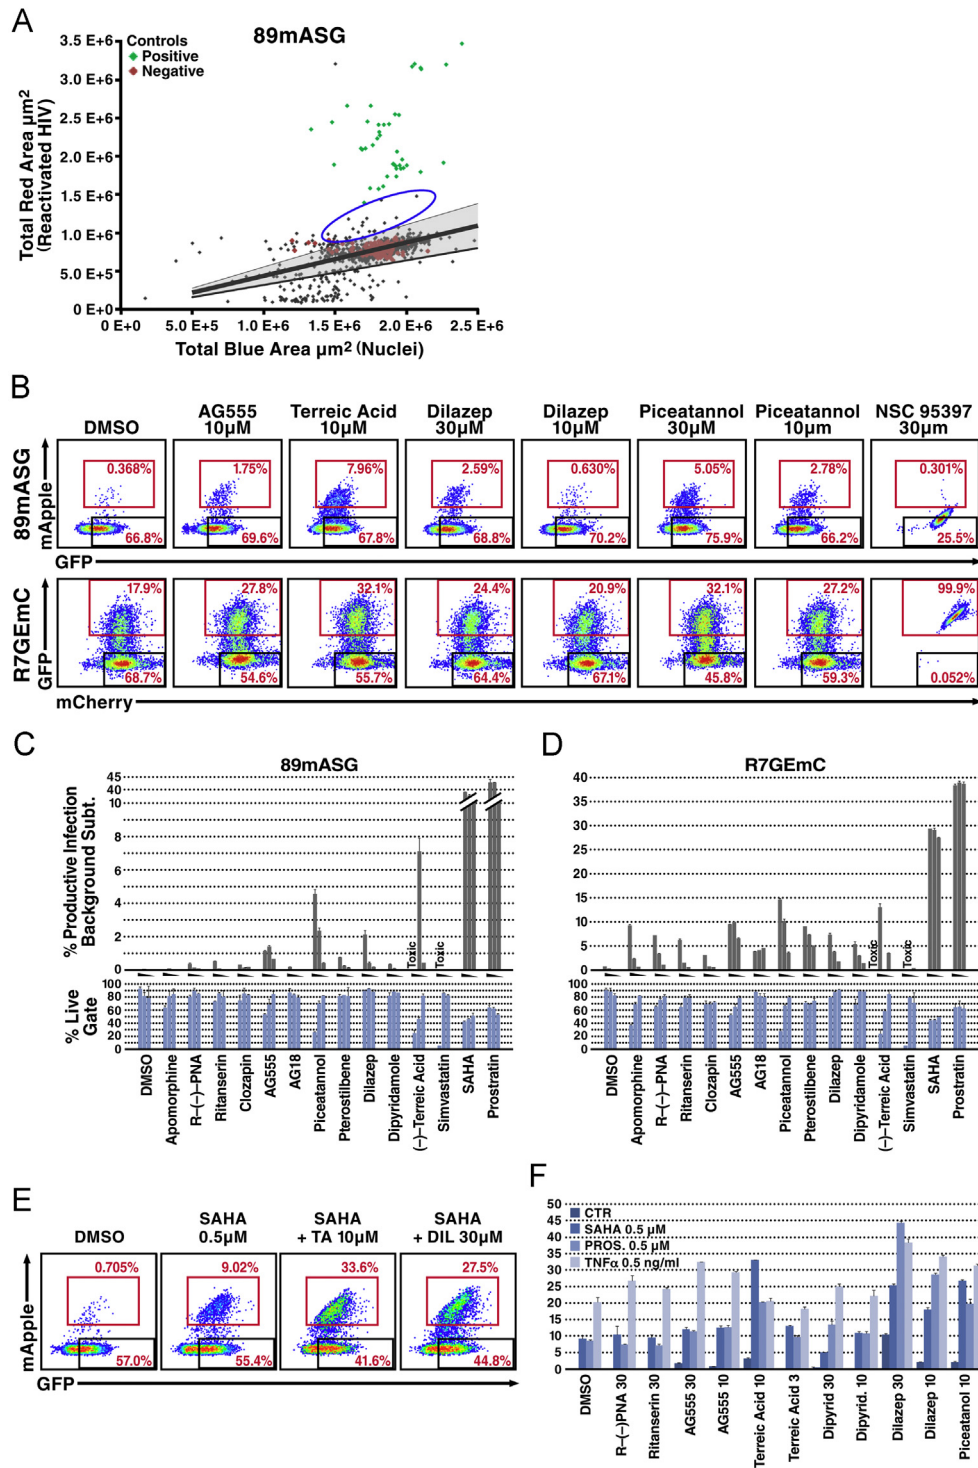 A
89mASG
Controls
Positive
Negative
Total Red Area µm2
(Reactivated HIV)
3.5 E+6
3.0 E+6
2.5 E+6
2.0 E+6
1.5 E+6
1.0 E+6
5.0 E+5
0 E+0
0 E+0
5.0 E+5
1.0 E+6
1.5 E+6
2.0 E+6
2.5 E+6
Total Blue Area µm2 (Nuclei)
B
DMSO
AG555
10µM
Terreic Acid
10µM
Dilazep
30µM
Dilazep
10µM
Piceatannol
30µM
Piceatannol
10µm
NSC 95397
30µm
89mASG
mApple
0.368%
66.8%
1.75%
69.6%
7.96%
67.8%
2.59%
68.8%
0.630%
70.2%
5.05%
75.9%
2.78%
66.2%
0.301%
25.5%
GFP
R7GEmC
GFP
17.9%
68.7%
27.8%
54.6%
32.1%
55.7%
24.4%
64.4%
20.9%
67.1%
32.1%
45.8%
27.2%
59.3%
99.9%
0.052%
mCherry
C
89mASG
% Productive Infection
Background Subt.
45
40
10
8
6
4
2
0
Toxic
Toxic
% Live
Gate
100
80
60
40
20
0
DMSO
Apomorphine
R–(–)–PNA
Ritanserin
Clozapin
AG555
AG18
Piceatannol
Pterostilbene
Dilazep
Dipyridamole
(–)–Terreic Acid
Simvastatin
SAHA
Prostratin
D
R7GEmC
40
35
30
25
20
15
10
5
0
Toxic
Toxic
100
80
60
40
20
0
DMSO
Apomorphine
R–(–)–PNA
Ritanserin
Clozapin
AG555
AG18
Piceatannol
Pterostilbene
Dilazep
Dipyridamole
(–)–Terreic Acid
Simvastatin
SAHA
Prostratin
E
DMSO
SAHA
0.5µM
SAHA
+ TA 10µM
SAHA
+ DIL 30µM
mApple
0.705%
57.0%
9.02%
55.4%
33.6%
41.6%
27.5%
44.8%
GFP
F
50
45
40
35
30
25
20
15
10
5
0
CTR
SAHA 0.5 µM
PROS. 0.5 µM
TNFα 0.5 ng/ml
DMSO
R–(–)PNA 30
Ritanserin 30
AG555 30
AG555 10
Terreic Acid 10
Terreic Acid 3
Dipyrid 30
Dipyrid. 10
Dilazep 30
Dilazep 10
Piceatanol 10